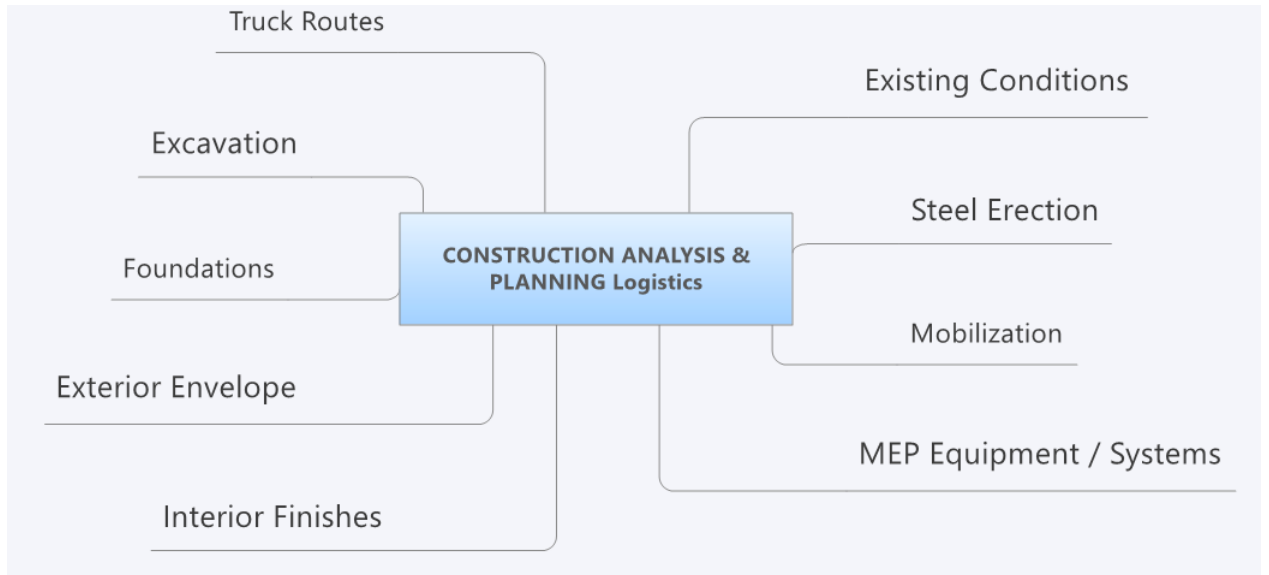 Truck Routes
Existing Conditions
Excavation
Steel Erection
CONSTRUCTION ANALYSIS &
PLANNING Logistics
Foundations
Mobilization
Exterior Envelope
MEP Equipment / Systems
Interior Finishes